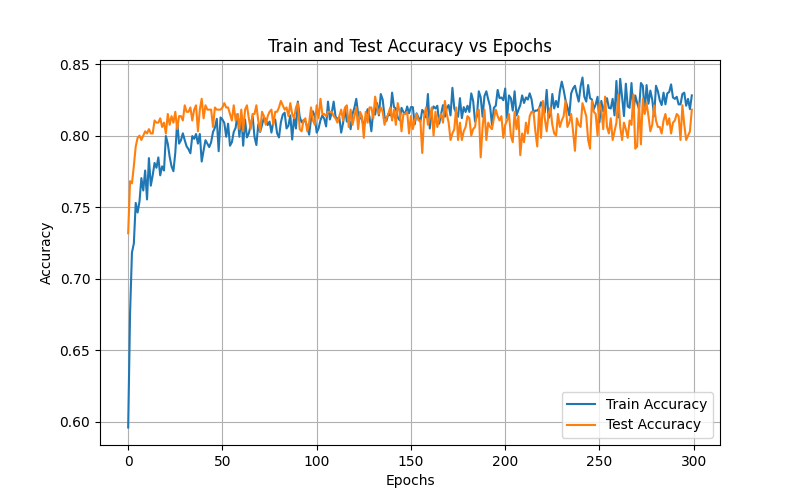 Train and Test Accuracy vs Epochs
0.85
0.80
0.75
0.70
0.65
0.60
Accuracy
0
50
100
150
200
250
300
Epochs
Train Accuracy
Test Accuracy